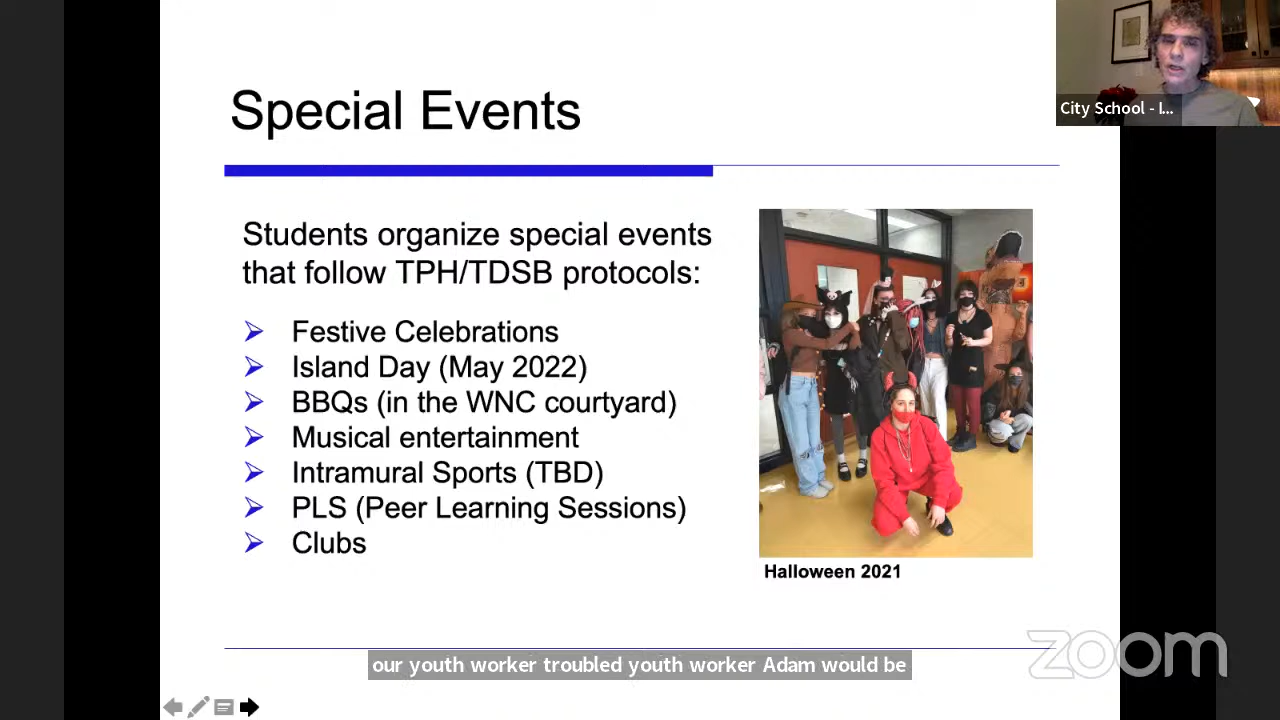 Special Events
City School - I...
Students organize special events
that follow TPH/TDSB protocols:
Festive Celebrations
Island Day (May 2022)
BBQs (in the WNC courtyard)
Musical entertainment
Intramural Sports (TBD)
PLS (Peer Learning Sessions)
Clubs
Halloween 2021
our youth worker troubled youth worker Adam would be
zoom